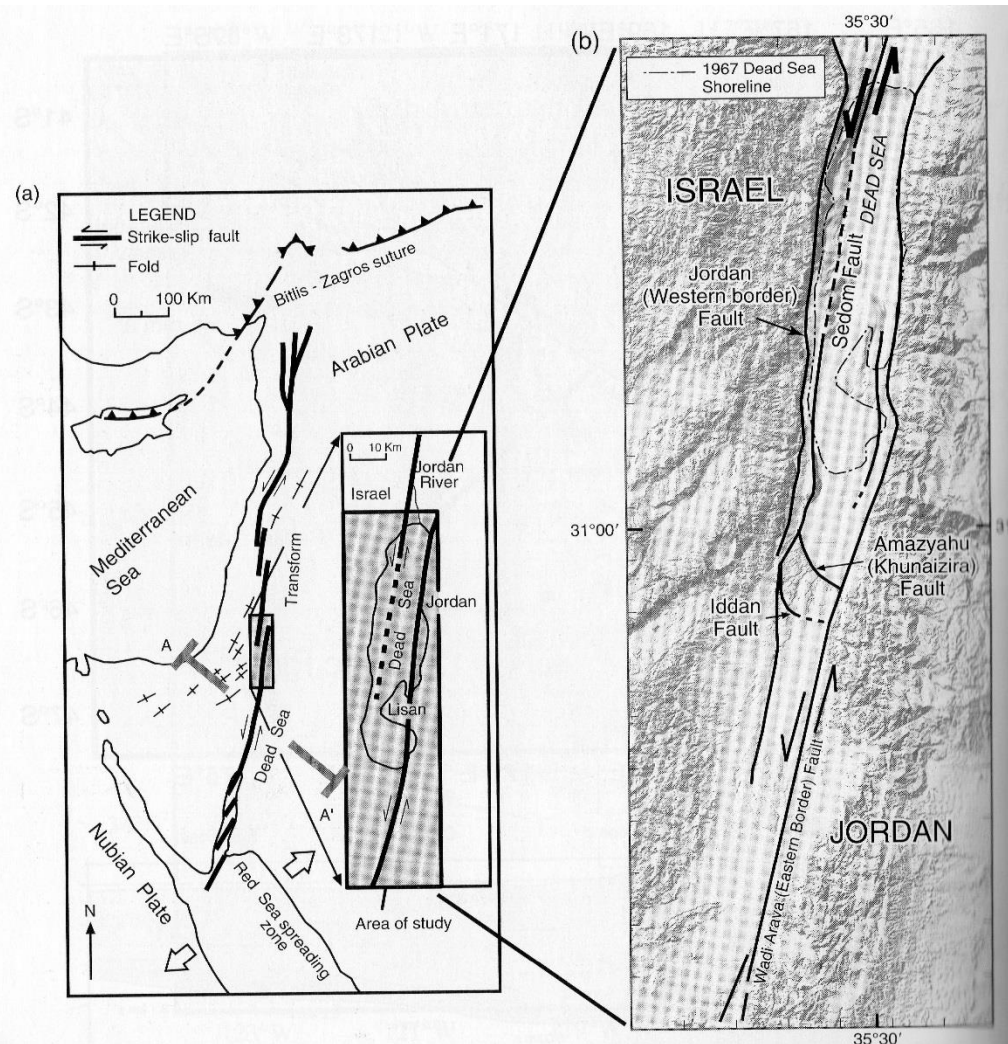 (a)
LEGEND
Strike-slip fault
Fold
0 100 Km
Bitlis - Zagros suture
Arabian Plate
Mediterranean
Sea
Transform
Dead Sea
A
A'
Nubian Plate
Red Sea spreading
zone
N
0 10 Km
Jordan
River
Israel
Jordan
Dead Sea
Lisan
Area of study
(b)
35°30'
1967 Dead Sea
Shoreline
ISRAEL
DEAD SEA
Sedom Fault
Jordan
(Western border)
Fault
31°00'
Amazyahu
(Khunaizira)
Fault
Iddan
Fault
Wadi Arava (Eastern Border) Fault
JORDAN
35°30'